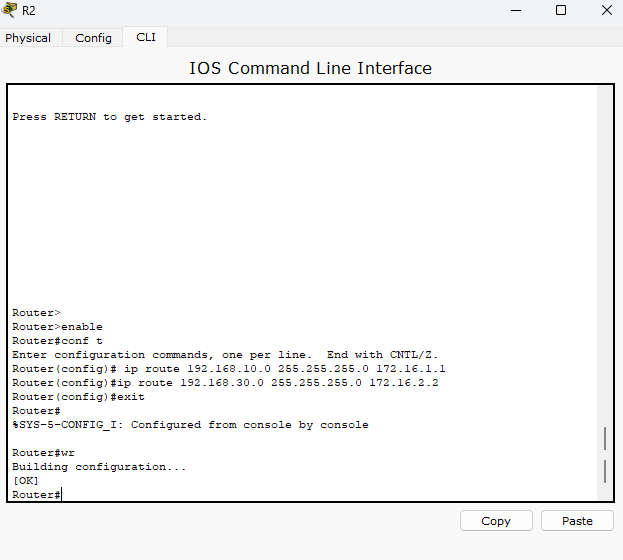 R2
Physical Config CLI
IOS Command Line Interface
Press RETURN to get started.
Router>
Router>enable
Router#conf t
Enter configuration commands, one per line.  End with CNTL/Z.
Router(config)# ip route 192.168.10.0 255.255.255.0 172.16.1.1
Router(config)#ip route 192.168.30.0 255.255.255.0 172.16.2.2
Router(config)#exit
Router#
%SYS-5-CONFIG_I: Configured from console by console
Router#wr
Building configuration...
[OK]
Router#
Copy Paste